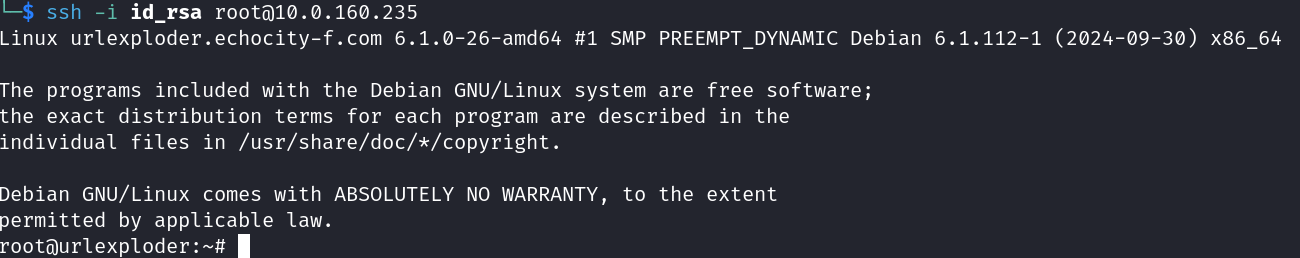 └─$ ssh -i id_rsa root@10.0.160.235
Linux urlexploder.echocity-f.com 6.1.0-26-amd64 #1 SMP PREEMPT_DYNAMIC Debian 6.1.112-1 (2024-09-30) x86_64
The programs included with the Debian GNU/Linux system are free software;
the exact distribution terms for each program are described in the
individual files in /usr/share/doc/*/copyright.
Debian GNU/Linux comes with ABSOLUTELY NO WARRANTY, to the extent
permitted by applicable law.
root@urlexploder:~#